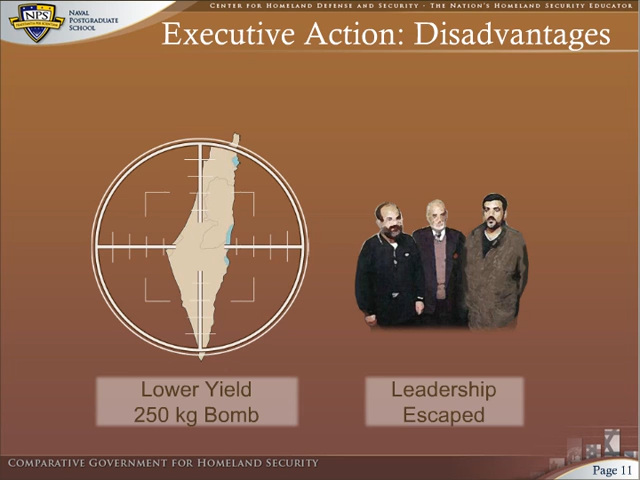 CENTER FOR HOMELAND DEFENSE AND SECURITY · THE NATION'S HOMELAND SECURITY EDUCATOR
NPS
NAVAL
POSTGRADUATE
SCHOOL
Executive Action: Disadvantages
Lower Yield
250 kg Bomb
Leadership
Escaped
COMPARATIVE GOVERNMENT FOR HOMELAND SECURITY
Page 11